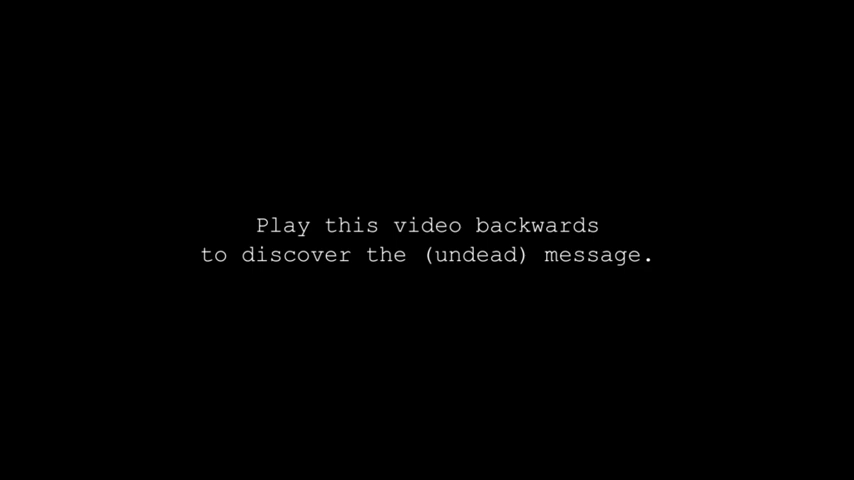 Play this video backwards
to discover the (undead) message.